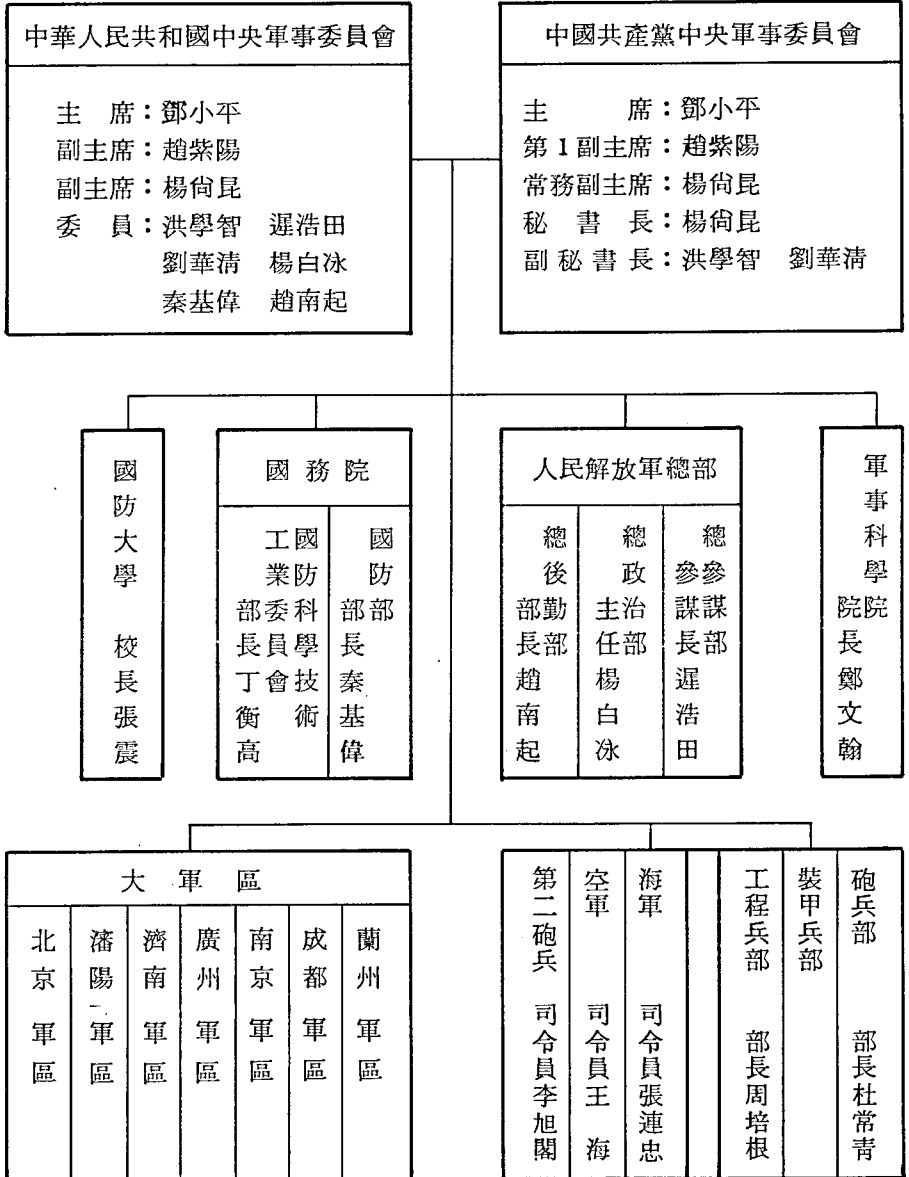 中華人民共和國中央軍事委員會
主 席：鄧小平
副主席：趙紫陽
副主席：楊尙昆
委 員：洪學智 遲浩田
劉華淸 楊白冰
秦基偉 趙南起
中國共產黨中央軍事委員會
主 席：鄧小平
第1副主席：趙紫陽
常務副主席：楊尙昆
秘 書 長：楊尙昆
副秘書長：洪學智 劉華淸
國防大學 校長張震
國務院
國防科學技術
工業委員會
部長丁衡高
國防部
部長秦基偉
人民解放軍總部
總後勤部
部長趙南起
總政治部
主任楊白冰
總參謀部
參謀長遲浩田
軍事科學院
院長鄭文翰
大軍區
北京軍區
瀋陽軍區
濟南軍區
廣州軍區
南京軍區
成都軍區
蘭州軍區
第二砲兵 司令員李旭閣
空軍 司令員王海
海軍 司令員張連忠
工程兵部 部長周培根
裝甲兵部
砲兵部 部長杜常靑